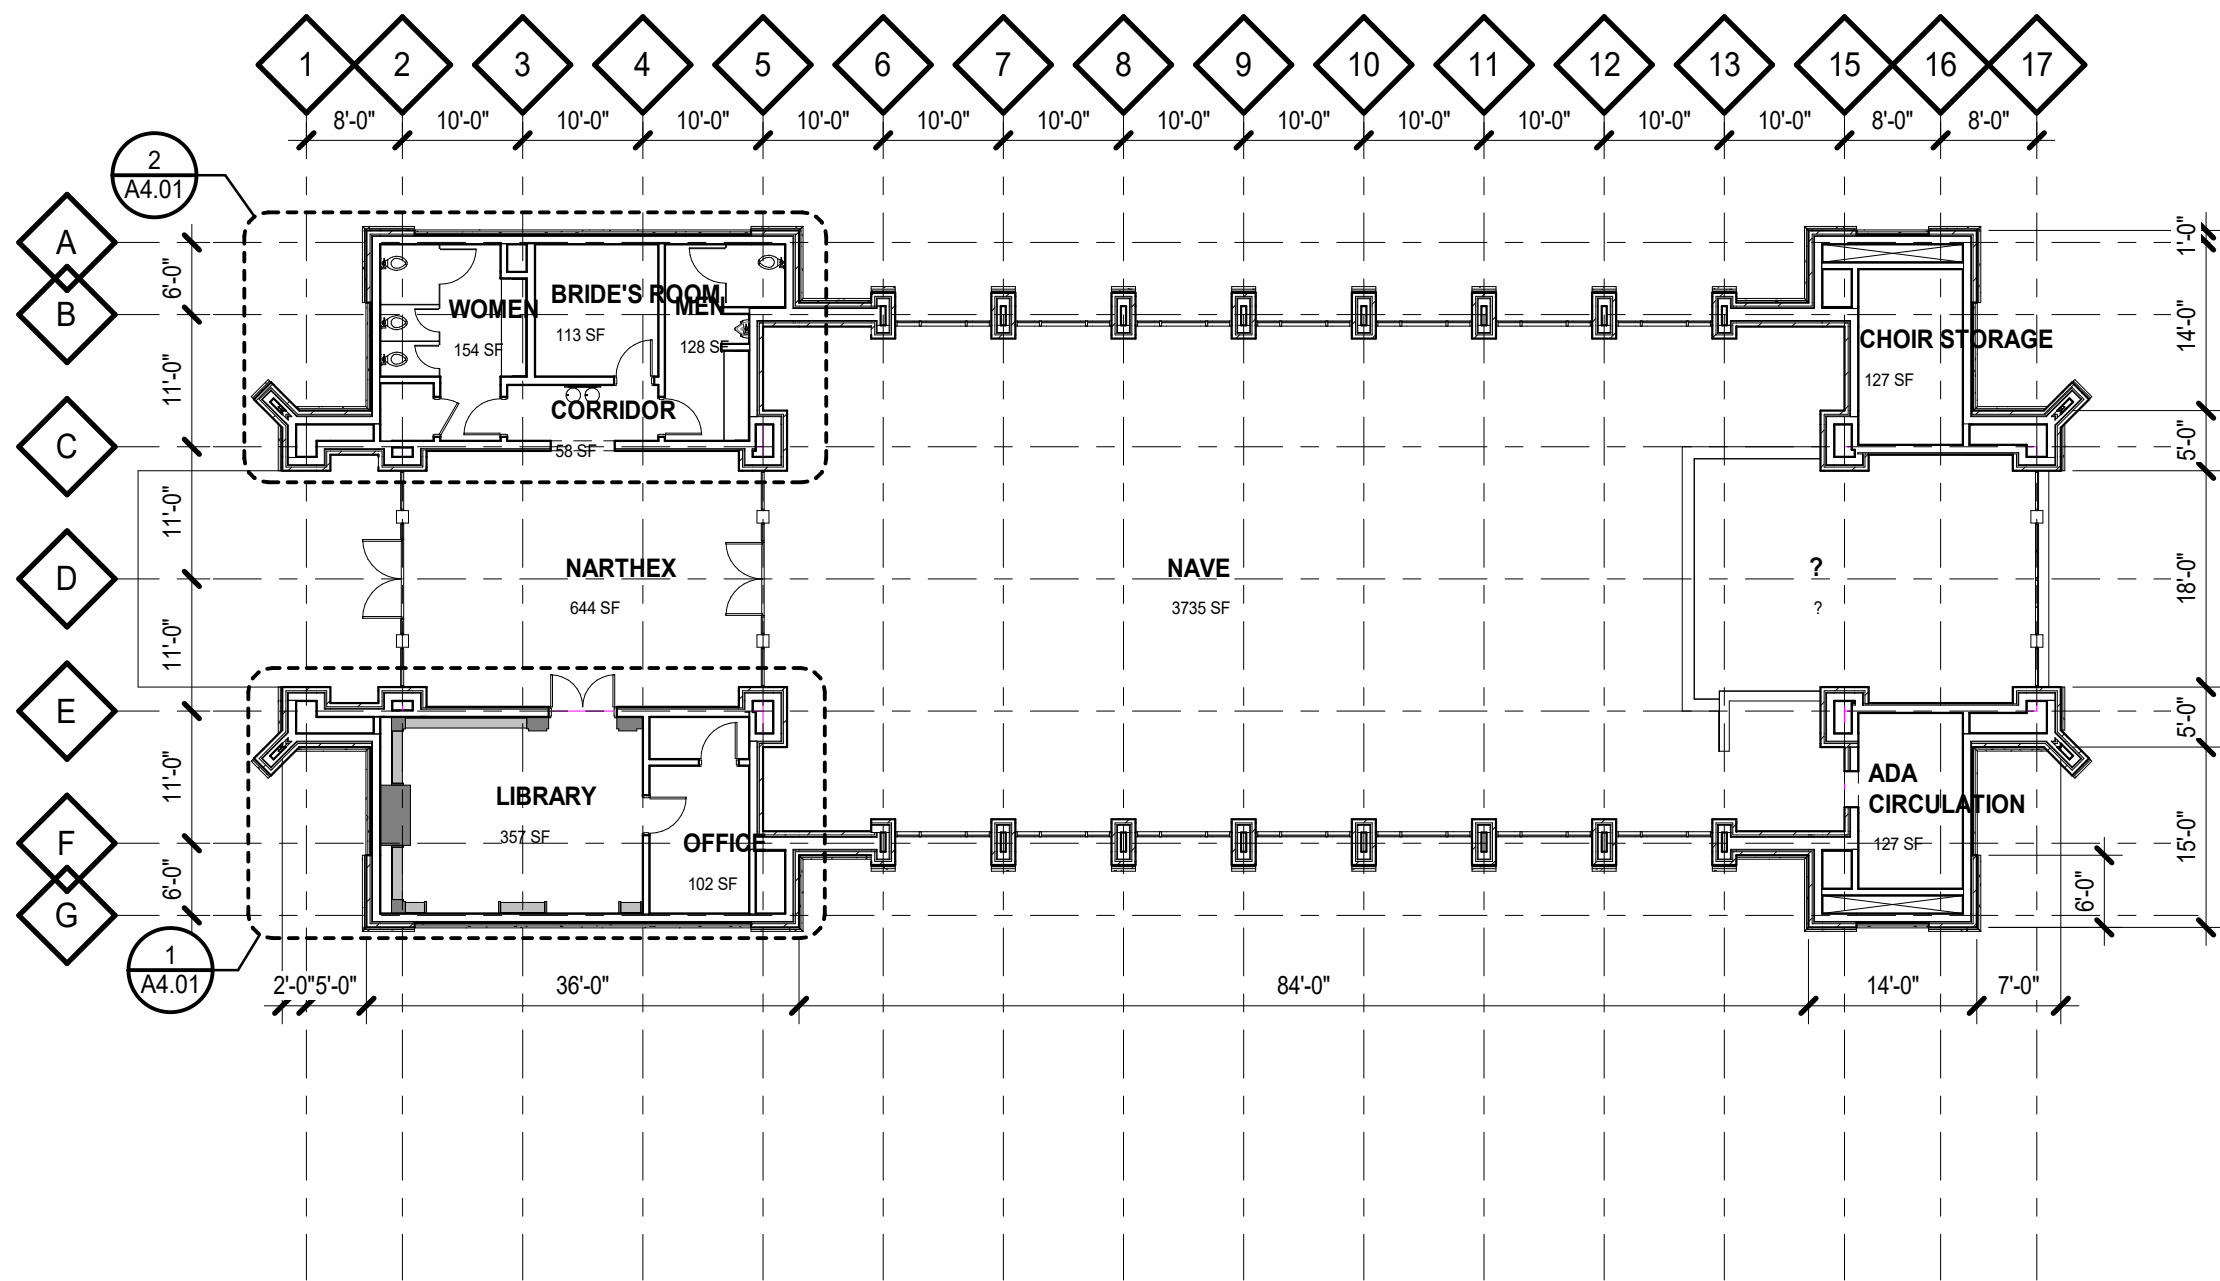 1 2 3 4 5 6 7 8 9 10 11 12 13 15 16 17
8'-0" 10'-0" 10'-0" 10'-0" 10'-0" 10'-0" 10'-0" 10'-0" 10'-0" 10'-0" 10'-0" 10'-0" 10'-0" 8'-0" 8'-0"
2
A4.01
A
6'-0"
B
11'-0"
C
11'-0"
D
11'-0"
E
11'-0"
F
6'-0"
G
WOMEN
154 SF
BRIDE'S ROOM
113 SF
MEN
128 SF
CORRIDOR
58 SF
CHOIR STORAGE
127 SF
NARTHEX
644 SF
NAVE
3735 SF
?
?
LIBRARY
357 SF
OFFICE
102 SF
ADA
CIRCULATION
127 SF
1'-0"
14'-0"
5'-0"
18'-0"
5'-0"
15'-0"
6'-0"
1
A4.01
2'-0" 5'-0" 36'-0" 84'-0" 14'-0" 7'-0"